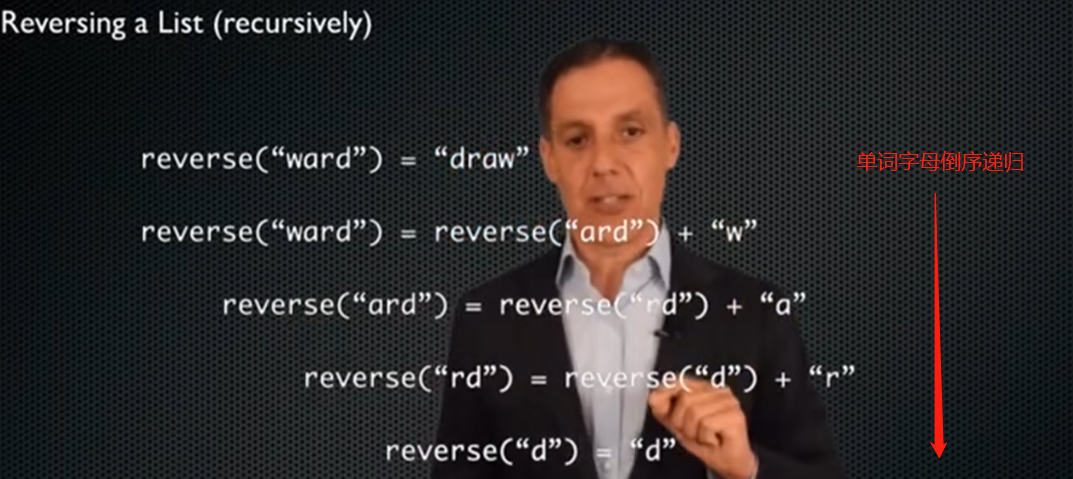 Reversing a List (recursively)
reverse(“ward”) = “draw”
单词字母倒序递归
reverse(“ward”) = reverse(“ard”) + “w”
reverse(“ard”) = reverse(“rd”) + “a”
reverse(“rd”) = reverse(“d”) + “r”
reverse(“d”) = “d”